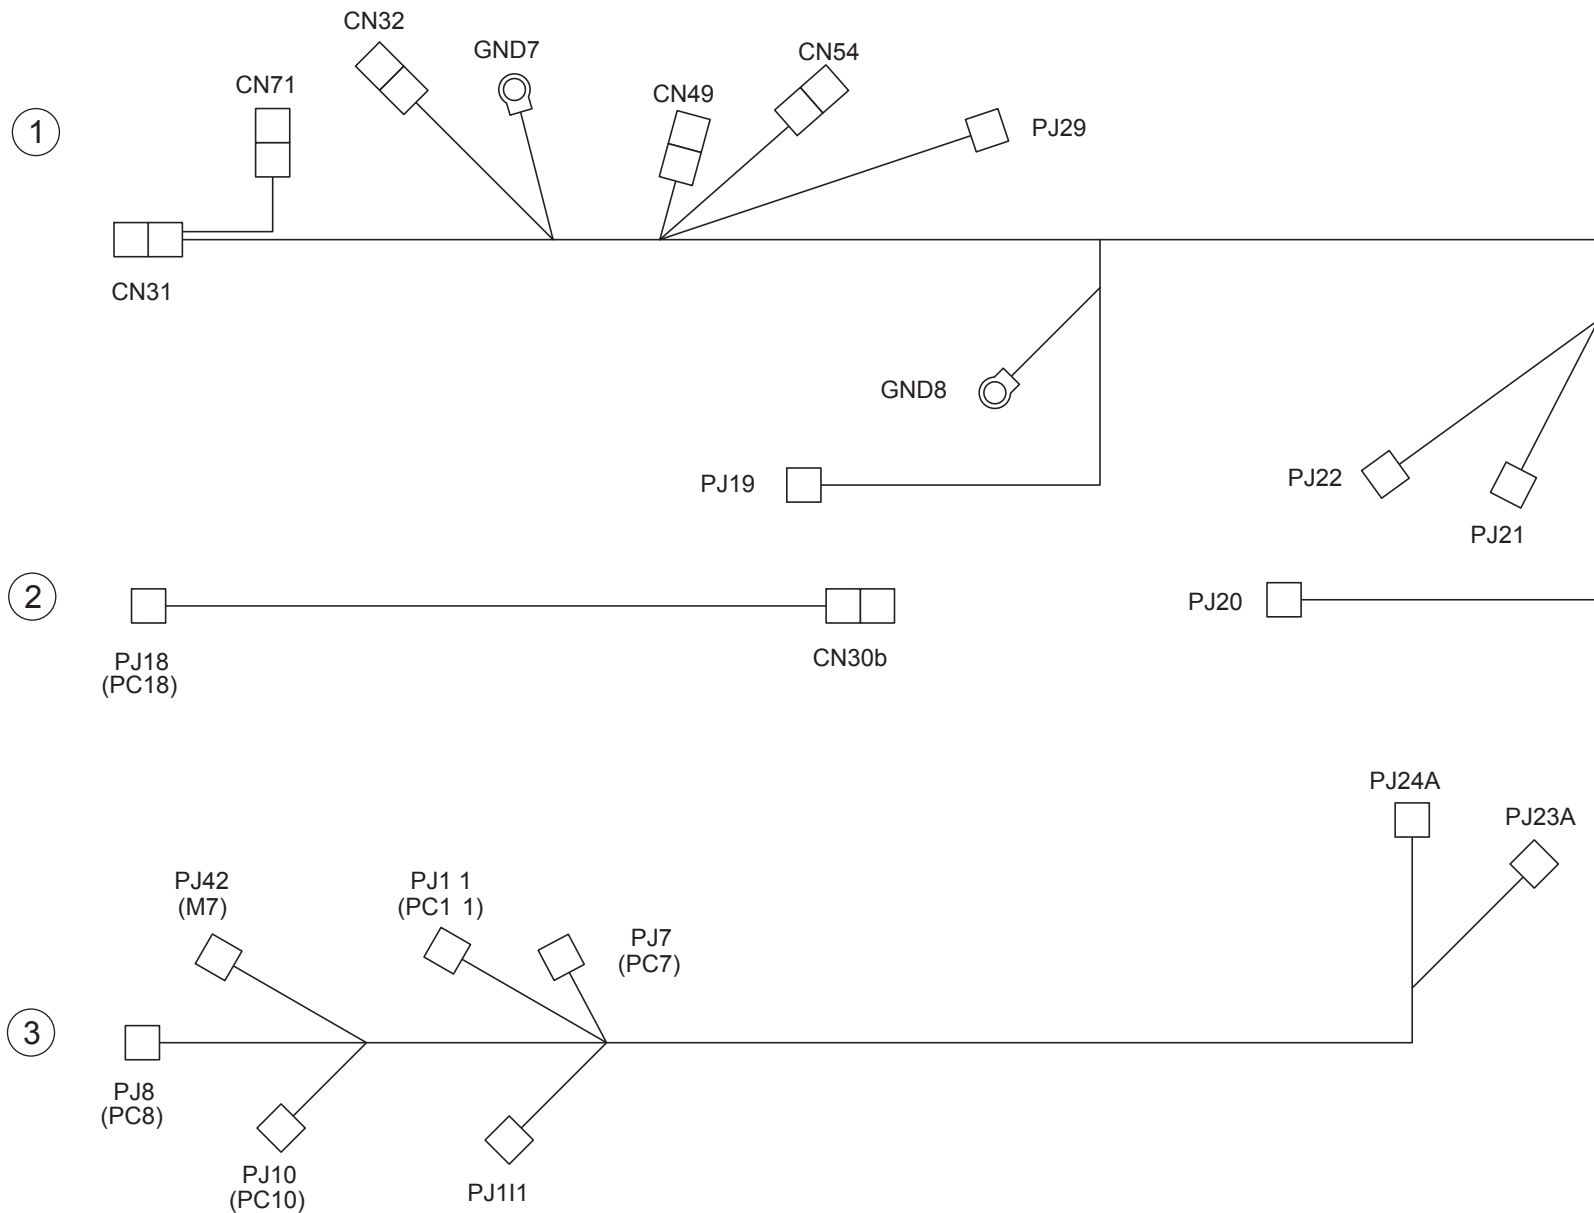 CN32
GND7
CN54
CN71
CN49
1
PJ29
CN31
GND8
PJ19
PJ22
PJ21
2
PJ20
PJ18
(PC18)
CN30b
PJ24A
PJ23A
PJ42
(M7)
PJ1 1
(PC1 1)
PJ7
(PC7)
3
PJ8
(PC8)
PJ10
(PC10)
PJ1I1